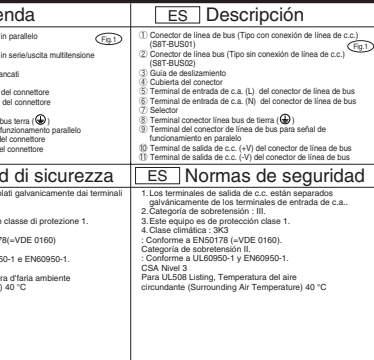 enda
in parallelo
Fig.1
in serie/uscita multitensione
ancati
del connettore
del connettore
bus terra ( )
funzionamento parallelo
del connettore
del connettore
d di sicurezza
olati galvanicamente dai terminali
n classe di protezione 1.
78(=VDE 0160)
50-1 e EN60950-1.
ra d'faria ambiente
) 40 °C
ES Descripción
① Conector de línea de bus (Tipo con conexión de línea de c.c.)
(S8T-BUS01)
Fig.1
② Conector de línea bus (Tipo sin conexión de línea de c.c.)
(S8T-BUS02)
③ Guía de deslizamiento
④ Cubierta del conector
⑤ Terminal de entrada de c.a. (L) del conector de línea de bus
⑥ Terminal de entrada de c.a. (N) del conector de línea de bus
⑦ Selector
⑧ Terminal conector línea bus de tierra ( )
⑨ Terminal del conector de línea de bus para señal de
funcionamiento en paralelo
⑩ Terminal de salida de c.c. (+V) del conector de línea de bus
⑪ Terminal de salida de c.c. (-V) del conector de línea de bus
ES Normas de seguridad
1.Los terminales de salida de c.c. están separados
galvánicamente de los terminales de entrada de c.a..
2.Categoría de sobretensión : III.
3.Este equipo es de protección clase 1.
4.Clase climática : 3K3
: Conforme a EN50178 (=VDE 0160).
Categoría de sobretensión II.
: Conforme a UL60950-1 y EN60950-1.
CSA Nivel 3
Para UL508 Listing, Temperatura del aire
circundante (Surrounding Air Temperature) 40 °C